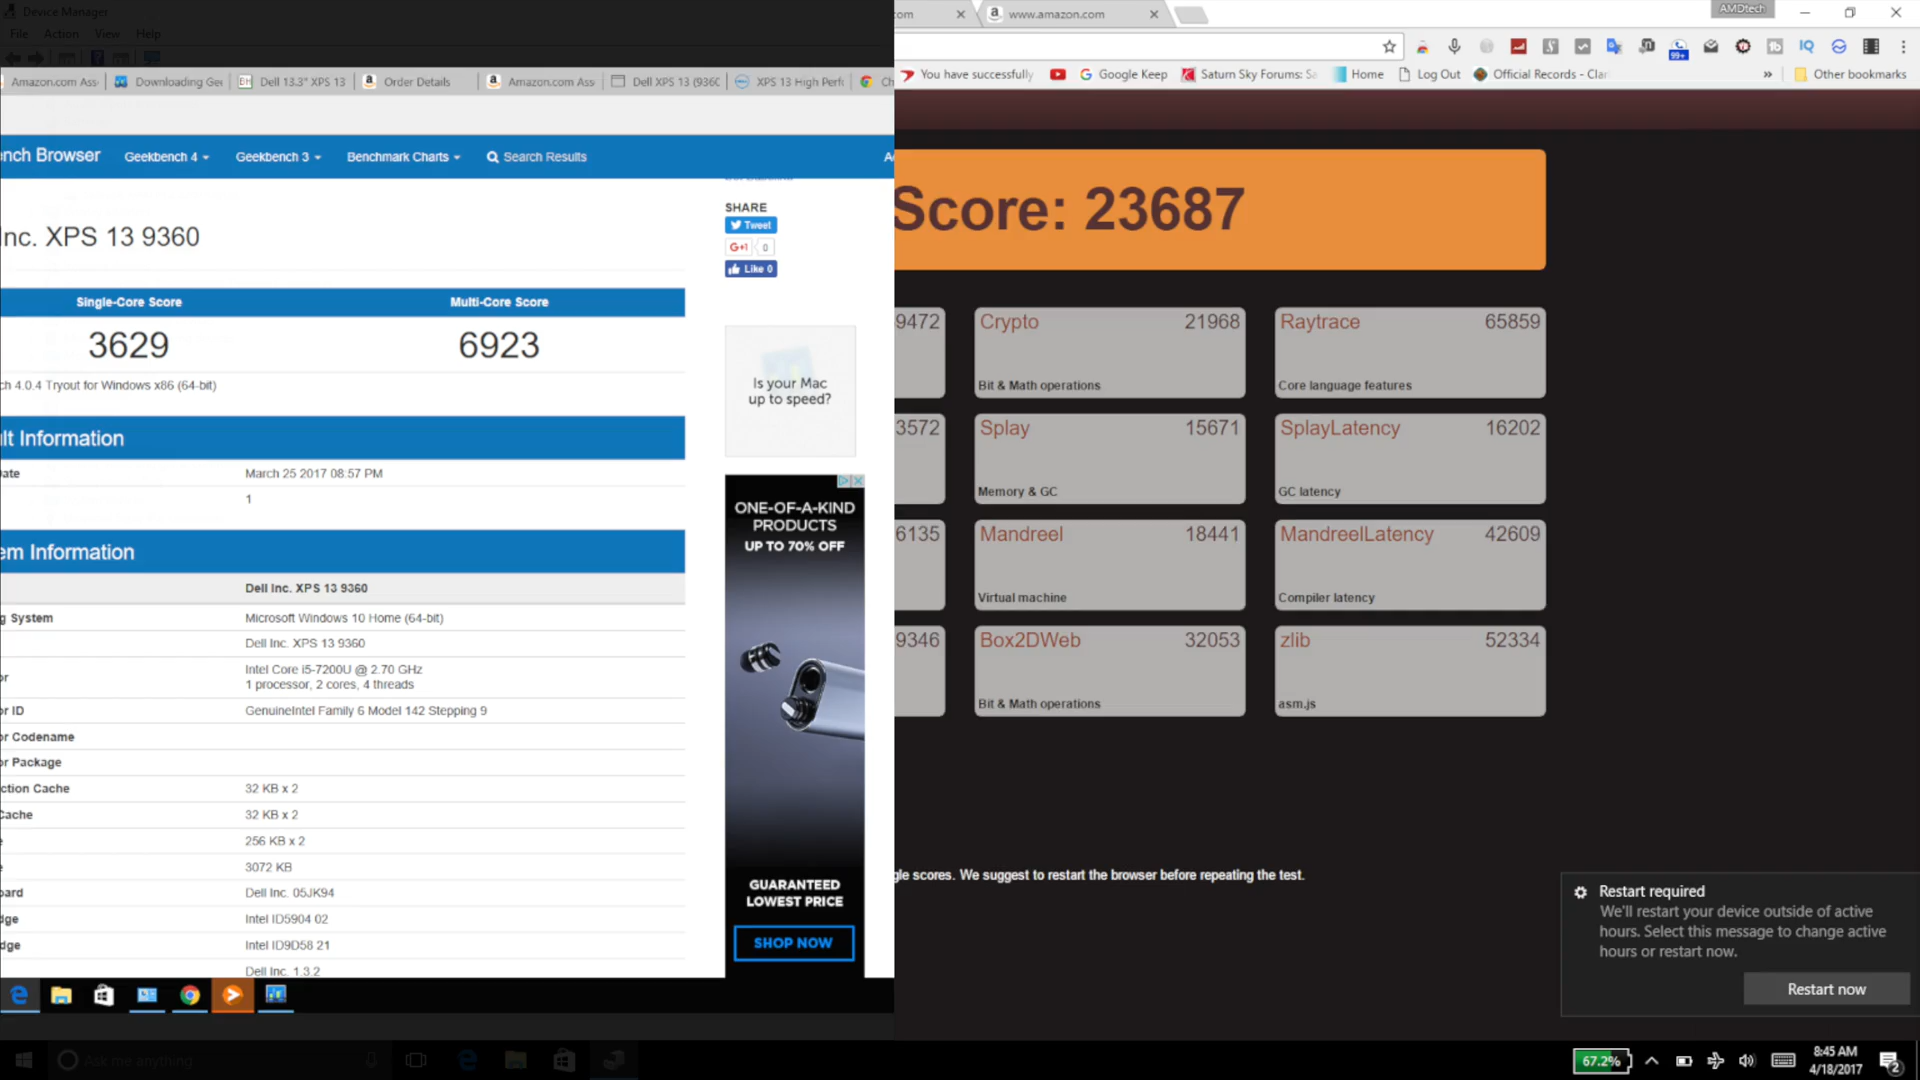 Device Manager
File Action View Help
Amazon.com Ass
Downloading Gee
Dell 13.3" XPS 13
Order Details
Amazon.com Ass
Dell XPS 13 (9360
XPS 13 High Perf
Ch
nch Browser
Geekbench 4
Geekbench 3
Benchmark Charts
Search Results
nc. XPS 13 9360
SHARE
Tweet
G+1 0
Like 0
Single-Core Score Multi-Core Score
3629 6923
ch 4.0.4 Tryout for Windows x86 (64-bit)
Is your Mac
up to speed?
lt Information
ate March 25 2017 08:57 PM
1
em Information
Dell Inc. XPS 13 9360
g System Microsoft Windows 10 Home (64-bit)
Dell Inc. XPS 13 9360
or Intel Core i5-7200U @ 2.70 GHz
1 processor, 2 cores, 4 threads
or ID GenuineIntel Family 6 Model 142 Stepping 9
or Codename
or Package
ction Cache 32 KB x 2
Cache 32 KB x 2
e 256 KB x 2
e 3072 KB
oard Dell Inc. 05JK94
dge Intel ID5904 02
dge Intel ID9D58 21
Dell Inc. 1.3.2
ONE-OF-A-KIND
PRODUCTS
UP TO 70% OFF
GUARANTEED
LOWEST PRICE
SHOP NOW
com
www.amazon.com
AMDtech
99+
You have successfully
Google Keep
Saturn Sky Forums: Sa
Home
Log Out
Official Records - Clar
»
Other bookmarks
Score: 23687
9472
Crypto 21968
Bit & Math operations
Raytrace 65859
Core language features
3572
Splay 15671
Memory & GC
SplayLatency 16202
GC latency
6135
Mandreel 18441
Virtual machine
MandreelLatency 42609
Compiler latency
9346
Box2DWeb 32053
Bit & Math operations
zlib 52334
asm.js
gle scores. We suggest to restart the browser before repeating the test.
Restart required
We'll restart your device outside of active
hours. Select this message to change active
hours or restart now.
Restart now
Ask me anything
67.2%
8:45 AM
4/18/2017
2